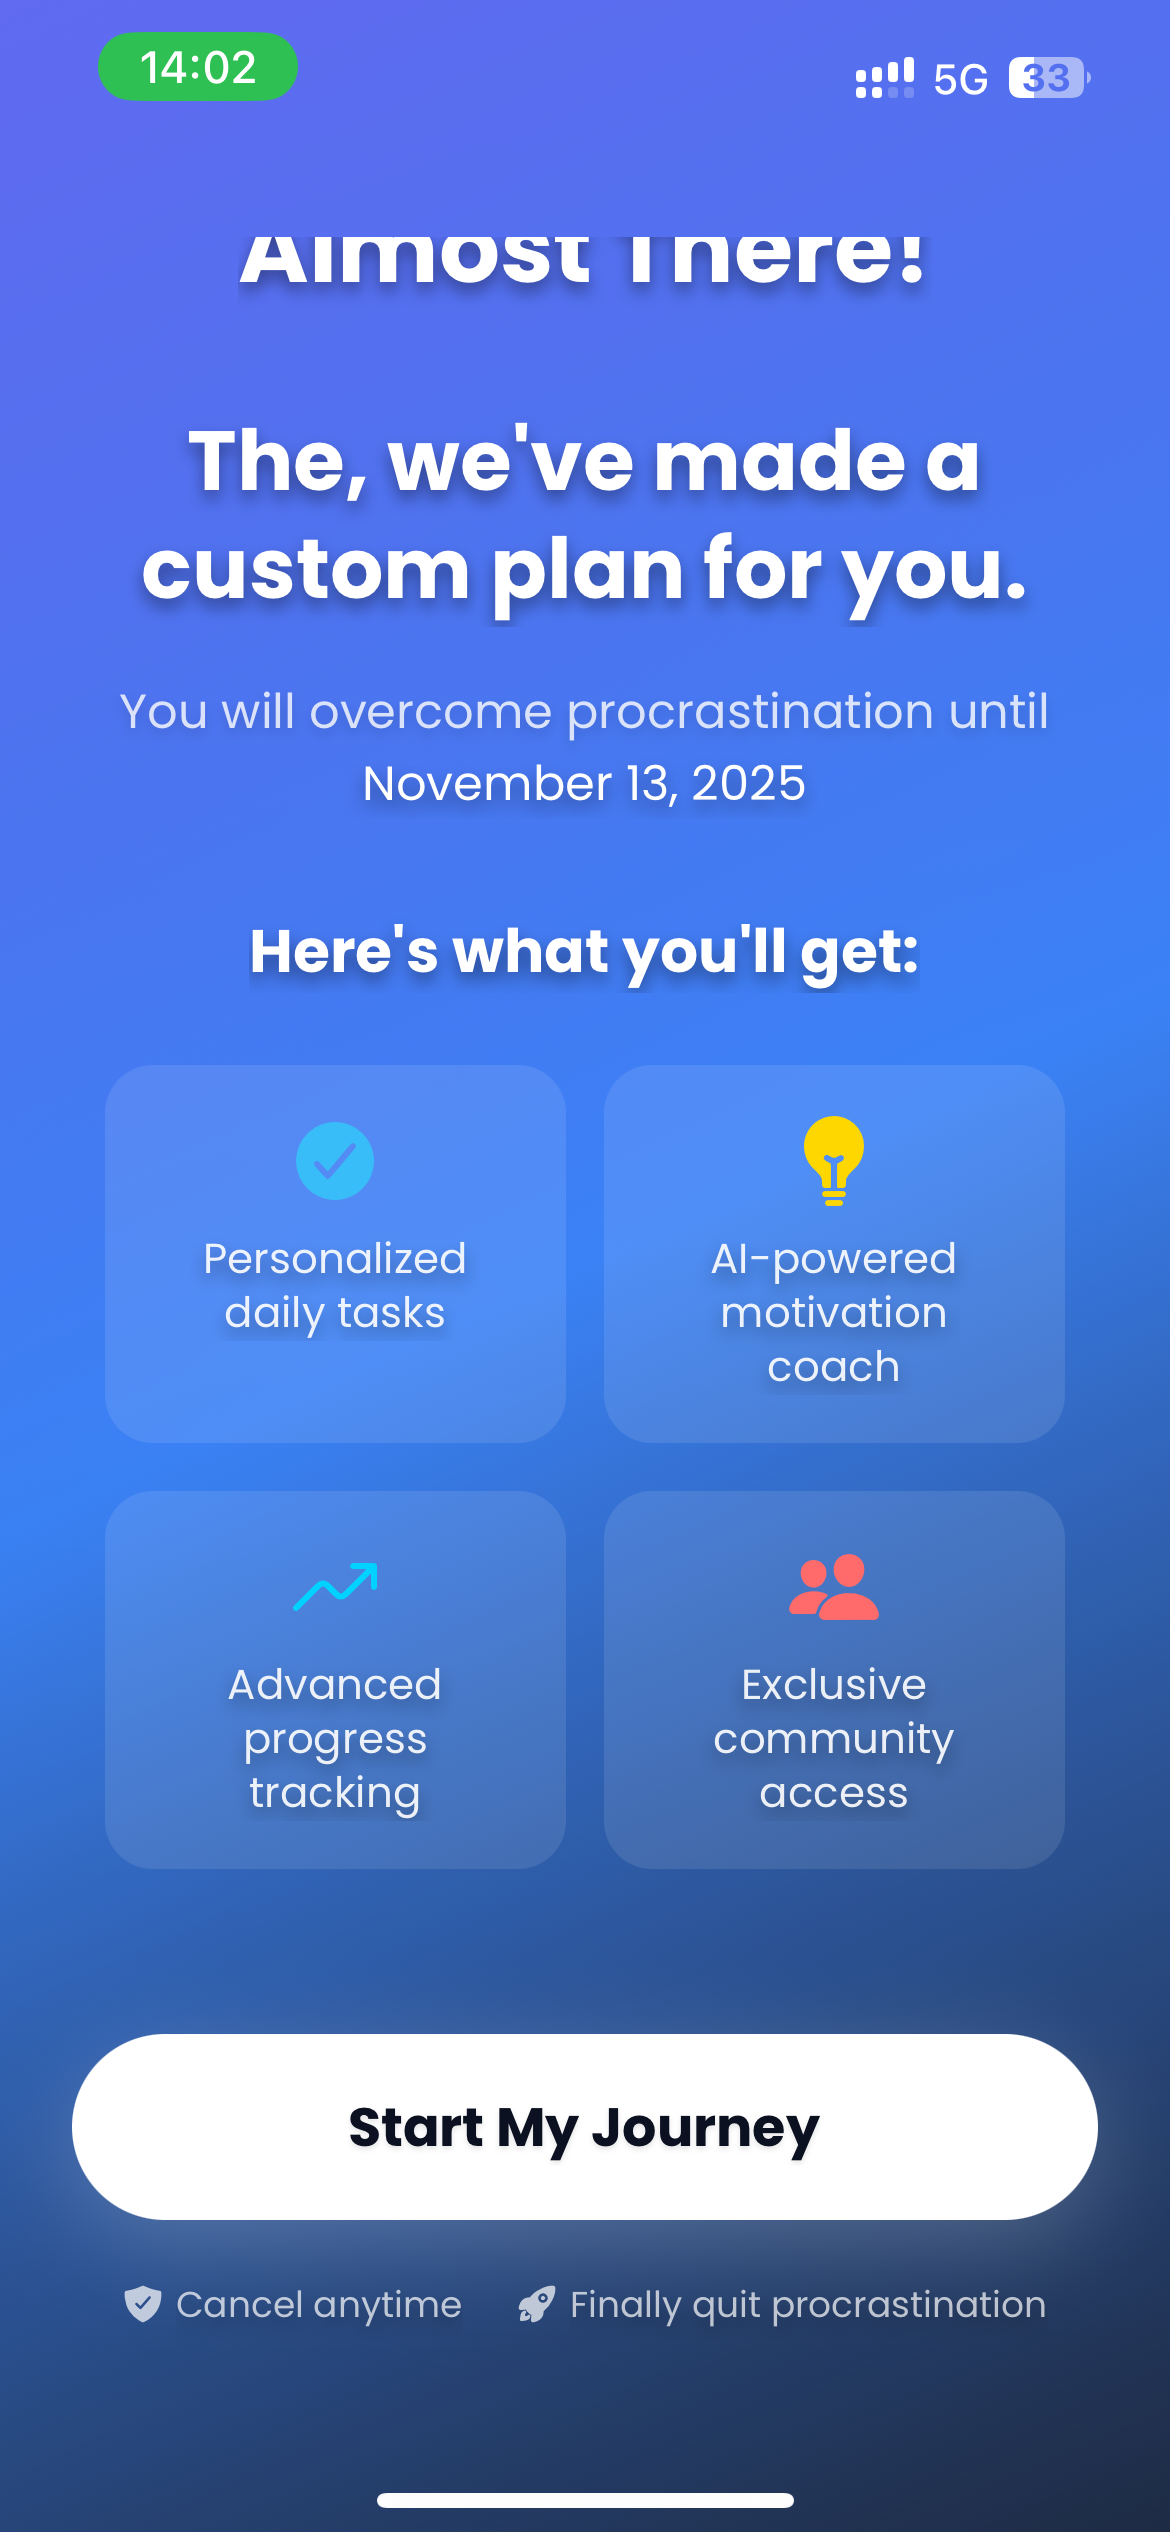 14:02
5G 33
Almost There!
The, we've made a
custom plan for you.
You will overcome procrastination until
November 13, 2025
Here's what you'll get:
Personalized
daily tasks
AI-powered
motivation
coach
Advanced
progress
tracking
Exclusive
community
access
Start My Journey
Cancel anytime
Finally quit procrastination